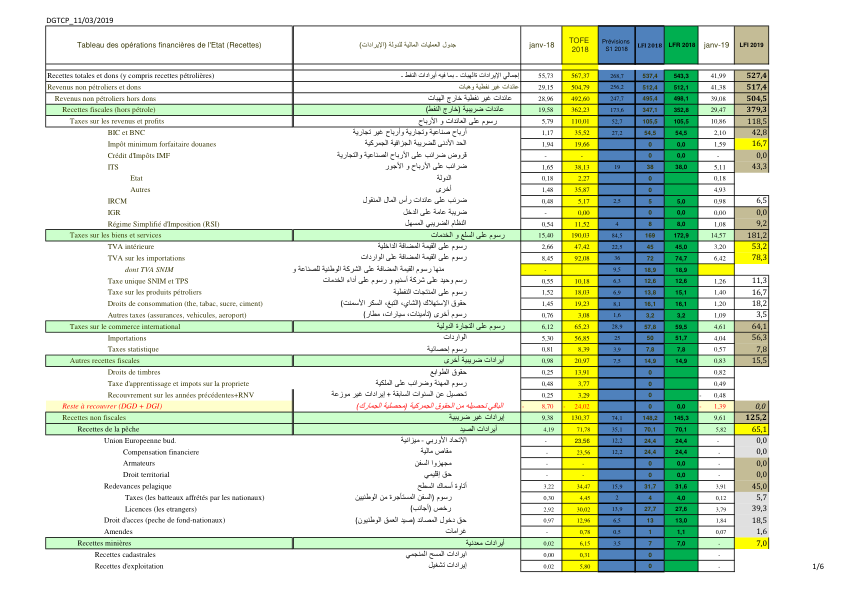 DGTCP_11/03/2019
Tableau des opérations financières de l'Etat (Recettes) جدول العمليات المالية للدولة (الإيرادات) janv-18 TOFE 2018 Prévisions S1 2018 LFI 2018 LFR 2018 janv-19 LFI 2019
Recettes totales et dons (y compris recettes pétrolières) إجمالي الإيرادات والهبات - بما فيه أيرادات النفط - 55,73 567,37 288,7 537,4 543,3 41,99 527,4
Revenus non pétroliers et dons عائدات غير نفطية وهبات 29,15 504,79 256,2 512,4 512,1 41,38 517,4
Revenus non pétroliers hors dons عائدات غير نفطية خارج الهبات 28,96 492,60 247,7 495,4 498,1 39,08 504,5
Recettes fiscales (hors pétrole) عائدات ضريبية (خارج النفط) 19,58 362,23 173,6 347,1 352,8 29,47 379,3
Taxes sur les revenus et profits رسوم على العائدات و الأرباح 5,79 110,01 52,7 105,5 105,5 10,86 118,5
BIC et BNC أرباح صناعية وتجارية وأرباح غير تجارية 1,17 35,52 27,2 54,5 54,5 2,10 42,8
Impôt minimum forfaitaire douanes الحد الأدنى للضريبة الجزافية الجمركية 1,94 19,66 0 0,0 1,59 16,7
Crédit d'Impôts IMF قروض ضرائب على الأرباح الصناعية والتجارية - - 0 0,0 - 0,0
ITS ضرائب على الأرباح و الأجور 1,65 38,13 19 38 38,0 5,11 43,3
Etat الدولة 0,18 2,27 0 0,18
Autres أخرى 1,48 35,87 0 4,93
IRCM ضرئب على عائدات رأس المال المنقول 0,48 5,17 2,5 5 5,0 0,98 6,5
IGR ضريبة عامة على الدخل - 0,00 0 0,0 0,00 0,0
Régime Simplifié d'Imposition (RSI) النظام الضريبي المسهل 0,54 11,52 4 8 8,0 1,08 9,2
Taxes sur les biens et services رسوم على السلع و الخدمات 15,40 190,03 84,3 169 172,9 14,57 181,2
TVA intérieure رسوم على القيمة المضافة الداخلية 2,66 47,42 22,5 45 45,0 3,20 53,2
TVA sur les importations رسوم على القيمة المضافة على الواردات 8,45 92,08 36 72 74,7 6,42 78,3
dont TVA SNIM منها رسوم القيمة المضافة على الشركة الوطنية للصناعة و - 9,5 18,9 18,9
Taxe unique SNIM et TPS رسم وحيد على شركة أسنيم و رسوم على أداء الخدمات 0,55 10,18 6,3 12,6 12,6 1,26 11,3
Taxe sur les produits petroliers رسوم على المنتجات النفطية 1,52 18,03 6,9 13,8 15,1 1,40 16,7
Droits de consommation (the, tabac, sucre, ciment) حقوق الإستهلاك (الشاي، التبغ، السكر الأسمنت) 1,45 19,23 8,1 16,1 16,1 1,20 18,2
Autres taxes (assurances, vehicules, aeroport) رسوم أخرى (تأمينات، سيارات، مطار) 0,76 3,08 1,6 3,2 3,2 1,09 3,5
Taxes sur le commerce international رسوم على التجارة الدولية 6,12 65,23 28,9 57,8 59,5 4,61 64,1
Importations الواردات 5,30 56,85 25 50 51,7 4,04 56,3
Taxes statistique رسوم إحصائية 0,81 8,39 3,9 7,8 7,8 0,57 7,8
Autres recettes fiscales أيرادات ضريبية أخرى 0,98 20,97 7,5 14,9 14,9 0,83 15,5
Droits de timbres حقوق الطوابع 0,25 13,91 0,82
Taxe d'apprentissage et impots sur la propriete رسوم المهنة وضرائب على الملكية 0,48 3,77 0,49
Recouvrement sur les années précédentes+RNV تحصيل عن السنوات السابقة + إيرادات غير موزعة 0,25 3,29 - 0,48
Reste à recouvrer (DGD + DGI) الباقي تحصيله من الحقوق الجمركية (محصلية الجمارك) - 8,70 - 24,02 0 0,0 - 1,39 0,0
Recettes non fiscales إيرادات غير ضريبية 9,38 130,37 74,1 148,2 145,3 9,61 125,2
Recettes de la pêche أيرادات الصيد 4,19 71,78 35,1 70,1 70,1 5,82 65,1
Union Europenne bud. الإتحاد الأوربي - ميزانية - 23,56 12,2 24,4 24,4 - 0,0
Compensation financiere مقاص مالية - 23,56 12,2 24,4 24,4 - 0,0
Armateurs مجهزوا السفن - - 0 0,0 - 0,0
Droit territorial حق إقليمي - - 0 0,0 - 0,0
Redevances pelagique أتاوة أسماك السطح 3,22 34,47 15,9 31,7 31,6 3,91 45,0
Taxes (les batteaux affrétés par les nationaux) رسوم (السفن المستأجرة من الوطنيين 0,30 4,45 2 4 4,0 0,12 5,7
Licences (les etrangers) رخص (أجانب) 2,92 30,02 13,9 27,7 27,6 3,79 39,3
Droit d'acces (peche de fond-nationaux) حق دخول المصائد (صيد العمق الوطنيون) 0,97 12,96 6,5 13 13,0 1,84 18,5
Amendes غرامات - 0,78 0,5 1 1,1 0,07 1,6
Recettes minières أيرادات معدنية 0,02 6,15 3,5 7 7,0 - 7,0
Recettes cadastrales ايرادات المسح المنجمي 0,00 0,31 0 -
Recettes d'exploitation إيرادات تشغيل 0,02 5,80 0 -
1/6